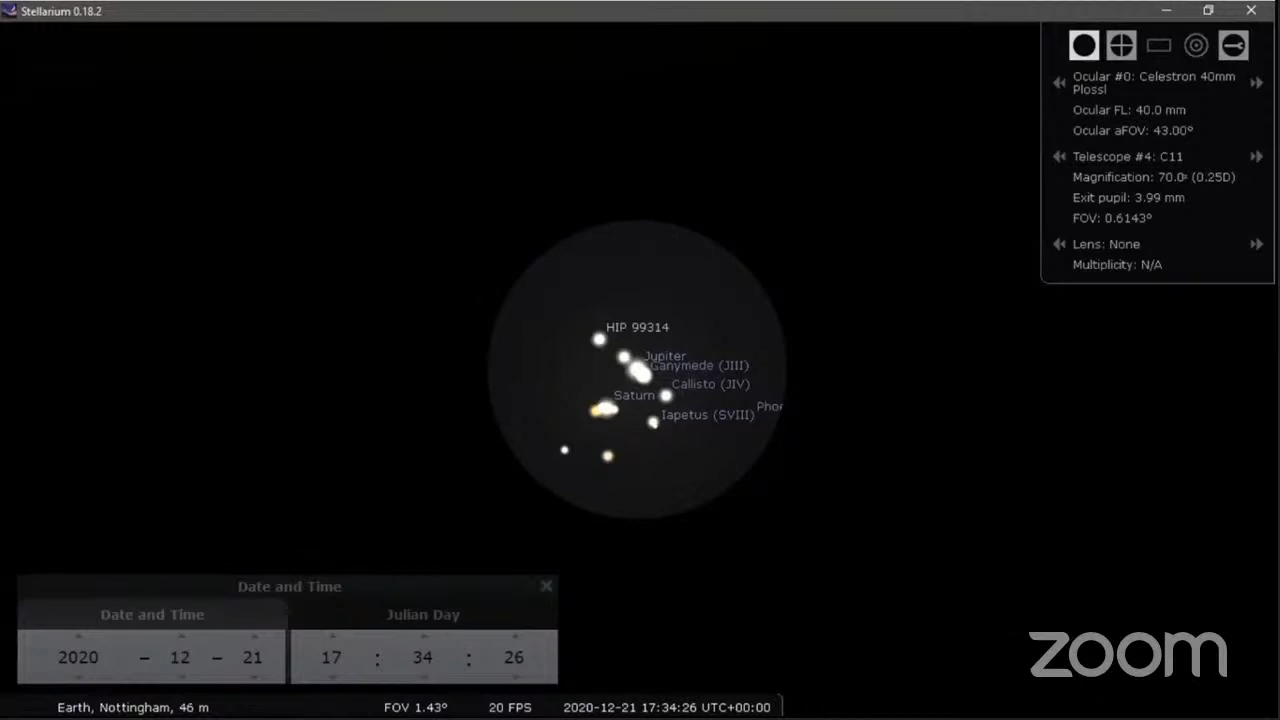 Stellarium 0.18.2
Ocular #0: Celestron 40mm
Plossl
Ocular FL: 40.0 mm
Ocular aFOV: 43.00°
Telescope #4: C11
Magnification: 70.0× (0.25D)
Exit pupil: 3.99 mm
FOV: 0.6143°
Lens: None
Multiplicity: N/A
HIP 99314
Jupiter
Ganymede (JIII)
Callisto (JIV)
Saturn
Phoe
Iapetus (SVIII)
Date and Time
Date and Time Julian Day
2020 - 12 - 21 17 : 34 : 26
zoom
Earth, Nottingham, 46 m FOV 1.43° 20 FPS 2020-12-21 17:34:26 UTC+00:00